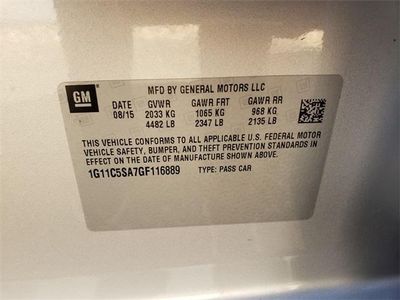 GM
MFD BY GENERAL MOTORS LLC
DATE GVWR GAWR FRT GAWR RR
08/15 2033 KG 1065 KG 968 KG
4482 LB 2347 LB 2135 LB
THIS VEHICLE CONFORMS TO ALL APPLICABLE U.S. FEDERAL MOTOR
VEHICLE SAFETY, BUMPER, AND THEFT PREVENTION STANDARDS IN
EFFECT ON THE DATE OF MANUFACTURE SHOWN ABOVE.
1G11C5SA7GF116889 TYPE: PASS CAR